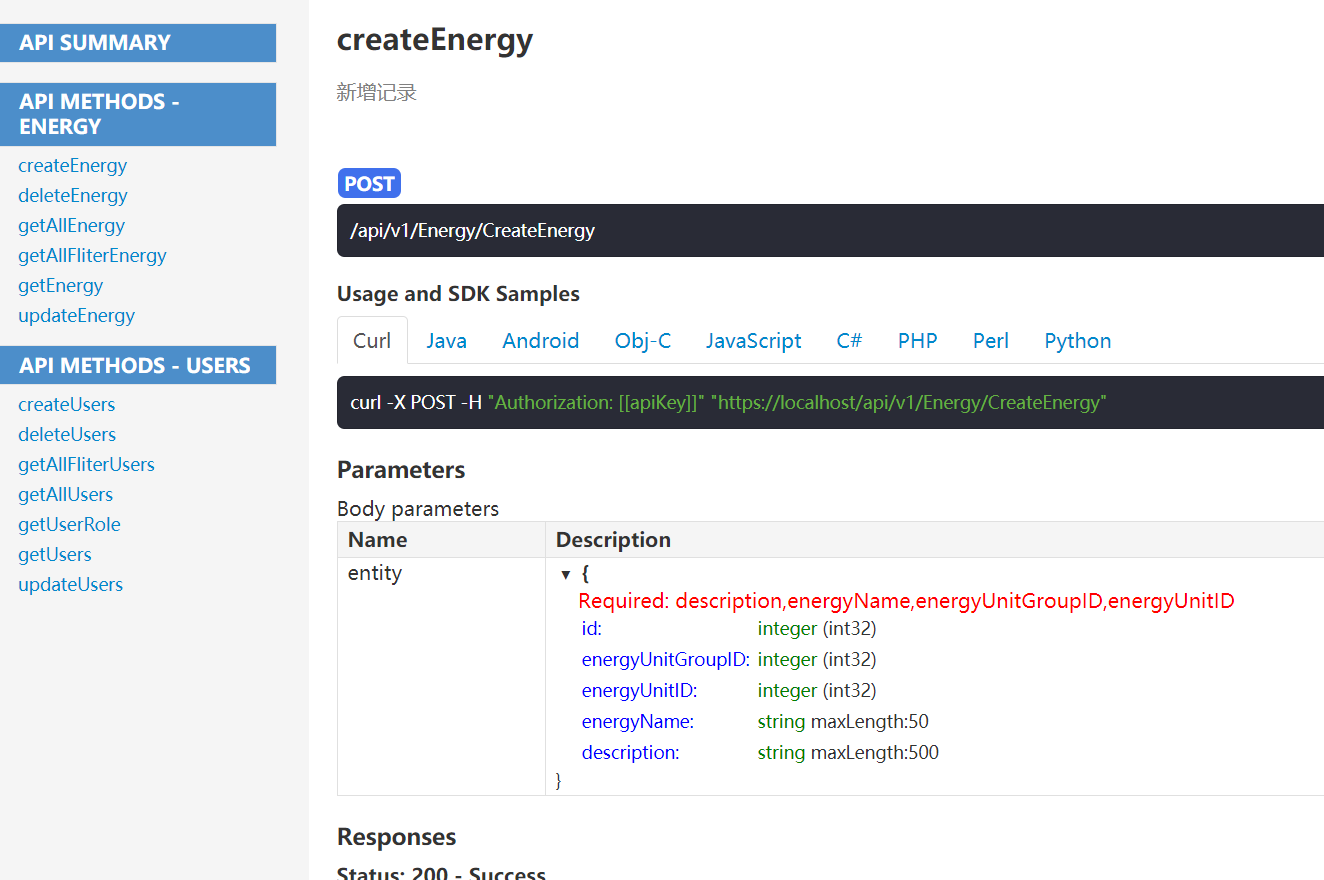 API SUMMARY
API METHODS -
ENERGY
createEnergy
deleteEnergy
getAllEnergy
getAllFliterEnergy
getEnergy
updateEnergy
API METHODS - USERS
createUsers
deleteUsers
getAllFliterUsers
getAllUsers
getUserRole
getUsers
updateUsers
createEnergy
新增记录
POST
/api/v1/Energy/CreateEnergy
Usage and SDK Samples
Curl Java Android Obj-C JavaScript C# PHP Perl Python
curl -X POST -H "Authorization: [[apiKey]]" "https://localhost/api/v1/Energy/CreateEnergy"
Parameters
Body parameters
Name Description
entity ▼ {
Required: description,energyName,energyUnitGroupID,energyUnitID
id: integer (int32)
energyUnitGroupID: integer (int32)
energyUnitID: integer (int32)
energyName: string maxLength:50
description: string maxLength:500
}
Responses
Status: 200 - Success